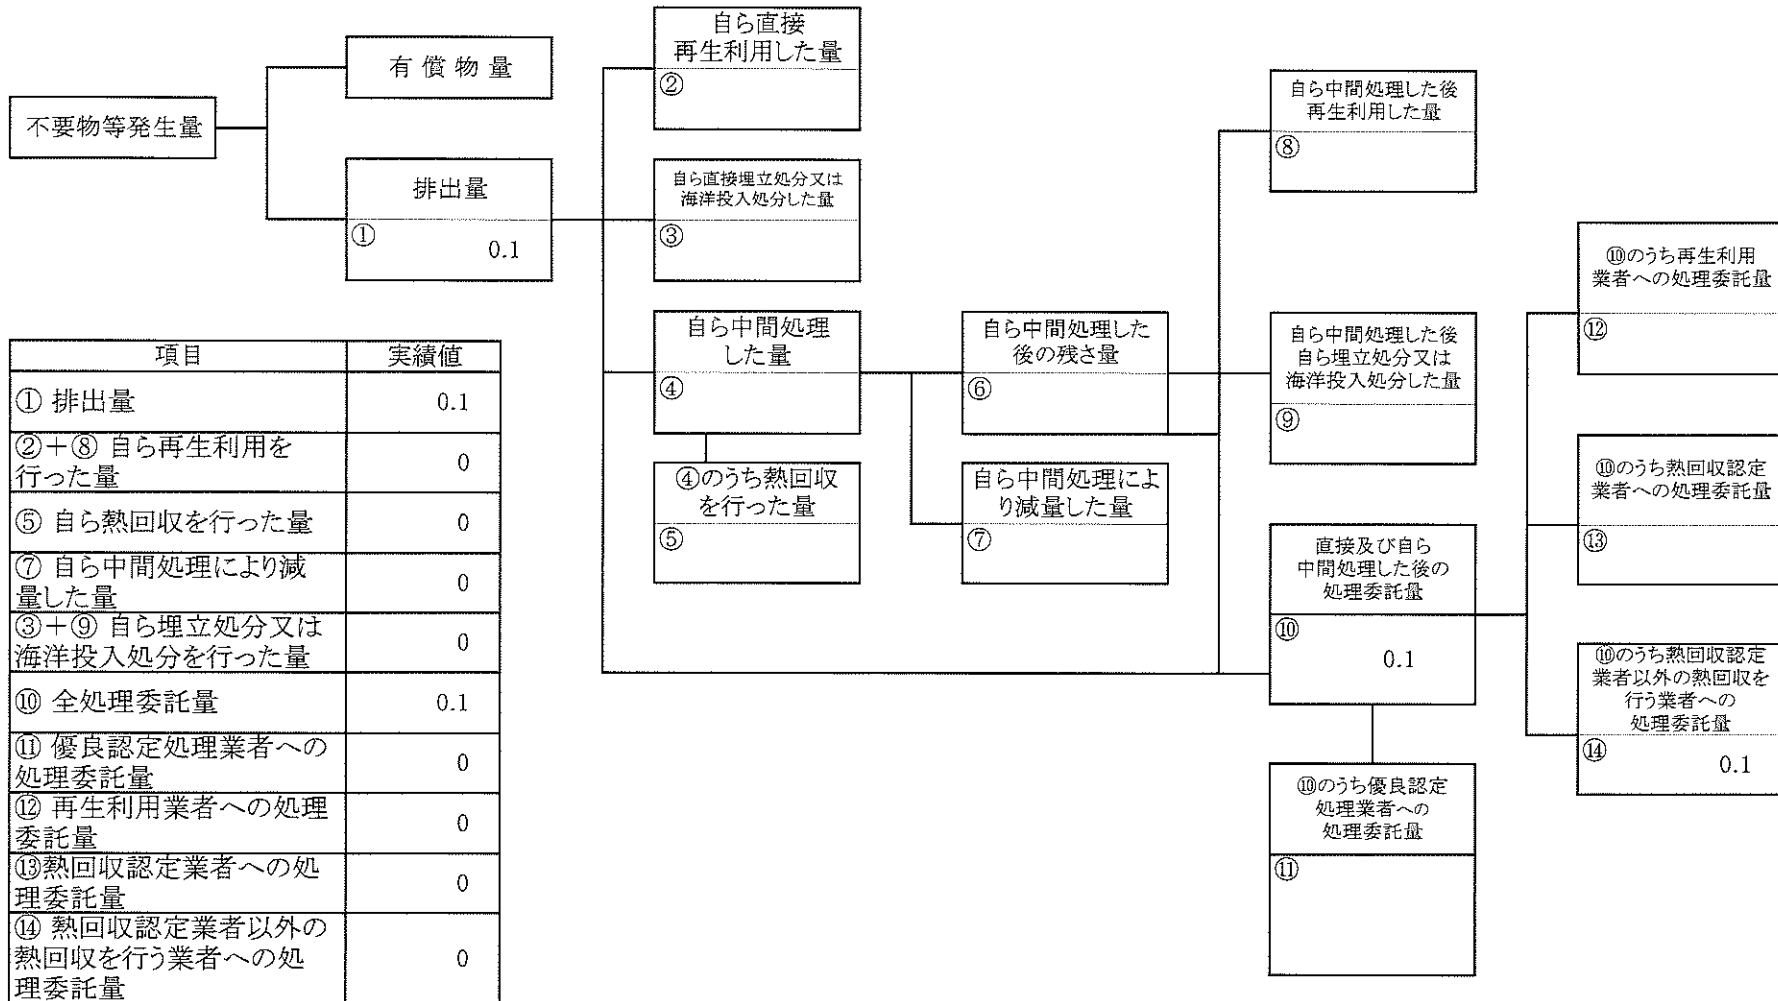 不要物等発生量
有償物量
排出量
①
0.1
自ら直接
再生利用した量
②
自ら直接埋立処分又は
海洋投入処分した量
③
自ら中間処理
した量
④
④のうち熱回収
を行った量
⑤
自ら中間処理した
後の残さ量
⑥
自ら中間処理によ
り減量した量
⑦
自ら中間処理した後
再生利用した量
⑧
自ら中間処理した後
自ら埋立処分又は
海洋投入処分した量
⑨
直接及び自ら
中間処理した後の
処理委託量
⑩
0.1
⑩のうち優良認定
処理業者への
処理委託量
⑪
⑩のうち再生利用
業者への処理委託量
⑫
⑩のうち熱回収認定
業者への処理委託量
⑬
⑩のうち熱回収認定
業者以外の熱回収を
行う業者への
処理委託量
⑭
0.1
項目 実績値
① 排出量 0.1
②+⑧ 自ら再生利用を
行った量 0
⑤ 自ら熱回収を行った量 0
⑦ 自ら中間処理により減
量した量 0
③+⑨ 自ら埋立処分又は
海洋投入処分を行った量 0
⑩ 全処理委託量 0.1
⑪ 優良認定処理業者への
処理委託量 0
⑫ 再生利用業者への処理
委託量 0
⑬熱回収認定業者への処
理委託量 0
⑭ 熱回収認定業者以外の
熱回収を行う業者への処 0
理委託量